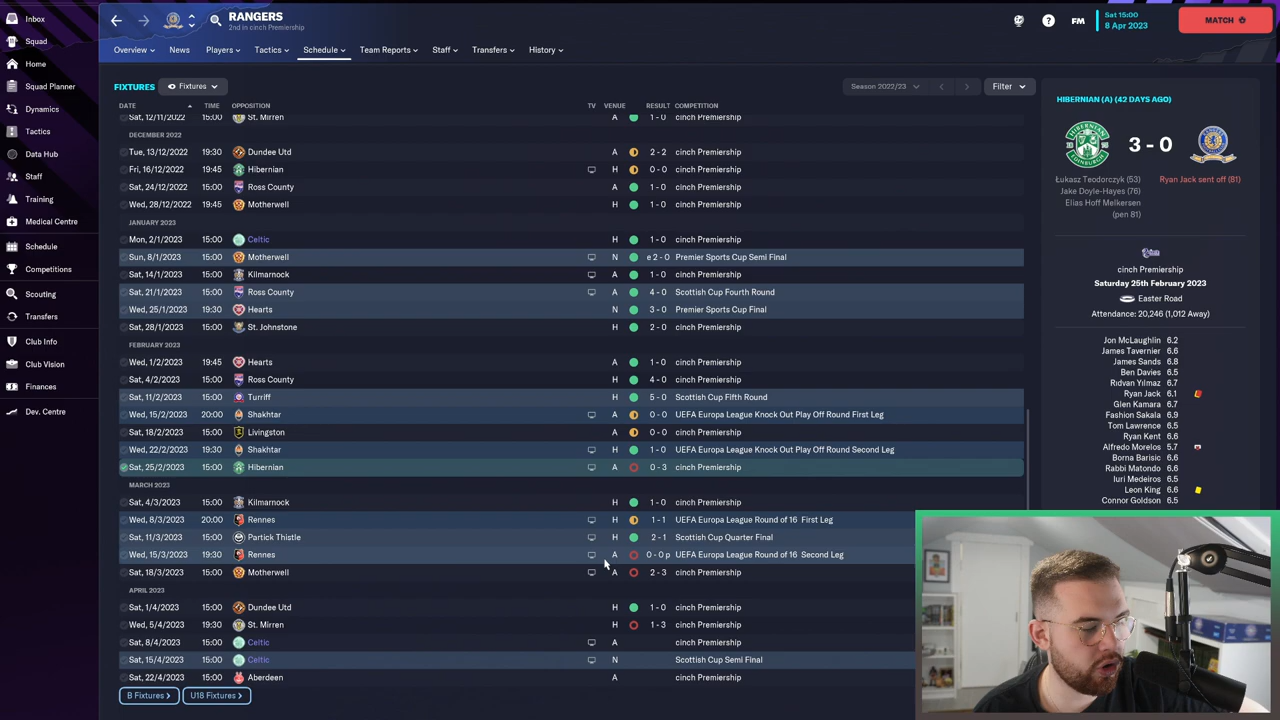 Inbox
Squad
Home
Squad Planner
Dynamics
Tactics
Data Hub
Staff
Training
Medical Centre
Schedule
Competitions
Scouting
Transfers
Club Info
Club Vision
Finances
Dev. Centre
RANGERS
2nd in cinch Premiership
FM
Sat 15:00
8 Apr 2023
MATCH
Overview News Players Tactics Schedule Team Reports Staff Transfers History
FIXTURES Fixtures Season 2022/23 Filter
DATE TIME OPPOSITION TV VENUE RESULT COMPETITION
Sat, 12/11/2022 15:00 St. Mirren A 1 - 0 cinch Premiership
DECEMBER 2022
Tue, 13/12/2022 19:30 Dundee Utd A 2 - 2 cinch Premiership
Fri, 16/12/2022 19:45 Hibernian H 0 - 0 cinch Premiership
Sat, 24/12/2022 15:00 Ross County A 1 - 0 cinch Premiership
Wed, 28/12/2022 19:45 Motherwell H 1 - 0 cinch Premiership
JANUARY 2023
Mon, 2/1/2023 15:00 Celtic H 1 - 0 cinch Premiership
Sun, 8/1/2023 15:00 Motherwell N e 2 - 0 Premier Sports Cup Semi Final
Sat, 14/1/2023 15:00 Kilmarnock A 1 - 0 cinch Premiership
Sat, 21/1/2023 15:00 Ross County A 4 - 0 Scottish Cup Fourth Round
Wed, 25/1/2023 19:30 Hearts N 3 - 0 Premier Sports Cup Final
Sat, 28/1/2023 15:00 St. Johnstone H 2 - 0 cinch Premiership
FEBRUARY 2023
Wed, 1/2/2023 19:45 Hearts A 1 - 0 cinch Premiership
Sat, 4/2/2023 15:00 Ross County H 4 - 0 cinch Premiership
Sat, 11/2/2023 15:00 Turriff H 5 - 0 Scottish Cup Fifth Round
Wed, 15/2/2023 20:00 Shakhtar A 0 - 0 UEFA Europa League Knock Out Play Off Round First Leg
Sat, 18/2/2023 15:00 Livingston A 0 - 0 cinch Premiership
Wed, 22/2/2023 19:30 Shakhtar H 1 - 0 UEFA Europa League Knock Out Play Off Round Second Leg
Sat, 25/2/2023 15:00 Hibernian A 0 - 3 cinch Premiership
MARCH 2023
Sat, 4/3/2023 15:00 Kilmarnock H 1 - 0 cinch Premiership
Wed, 8/3/2023 20:00 Rennes H 1 - 1 UEFA Europa League Round of 16 First Leg
Sat, 11/3/2023 15:00 Partick Thistle H 2 - 1 Scottish Cup Quarter Final
Wed, 15/3/2023 19:30 Rennes A 0 - 0 p UEFA Europa League Round of 16 Second Leg
Sat, 18/3/2023 15:00 Motherwell A 2 - 3 cinch Premiership
APRIL 2023
Sat, 1/4/2023 15:00 Dundee Utd H 1 - 0 cinch Premiership
Wed, 5/4/2023 19:30 St. Mirren H 1 - 3 cinch Premiership
Sat, 8/4/2023 15:00 Celtic A cinch Premiership
Sat, 15/4/2023 15:00 Celtic N Scottish Cup Semi Final
Sat, 22/4/2023 15:00 Aberdeen A cinch Premiership
B Fixtures > U18 Fixtures >
HIBERNIAN (A) (42 DAYS AGO)
HIBERNIAN
EDINBURGH
3 - 0
Łukasz Teodorczyk (53)
Jake Doyle-Hayes (76)
Elias Hoff Melkersen
(pen 81)
Ryan Jack sent off (81)
cinch Premiership
Saturday 25th February 2023
Easter Road
Attendance: 20,246 (1,012 Away)
Jon McLaughlin 6.2
James Tavernier 6.6
James Sands 6.8
Ben Davies 6.5
Rıdvan Yılmaz 6.7
Ryan Jack 6.1
Glen Kamara 6.7
Fashion Sakala 6.9
Tom Lawrence 6.5
Ryan Kent 6.6
Alfredo Morelos 5.7
Borna Barisic 6.6
Rabbi Matondo 6.6
Iuri Medeiros 6.5
Leon King 6.6
Connor Goldson 6.5